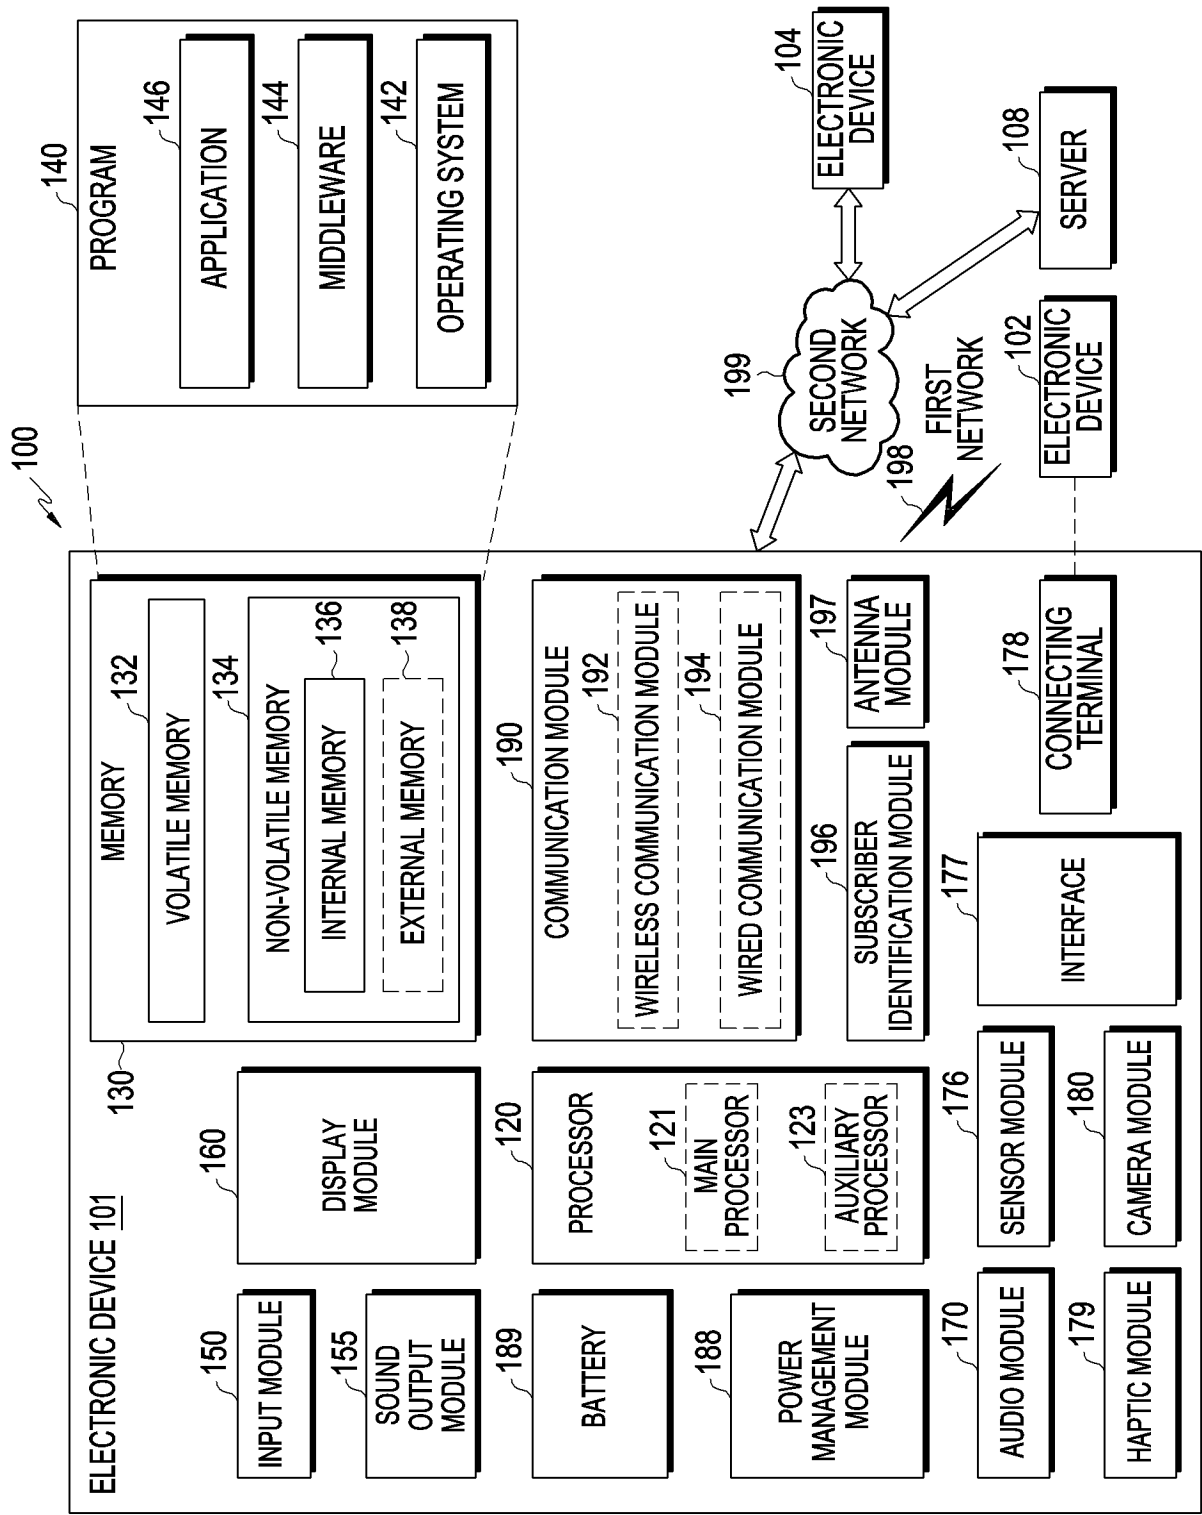 100
ELECTRONIC DEVICE 101
150
INPUT MODULE
155
SOUND
OUTPUT
MODULE
189
BATTERY
188
POWER
MANAGEMENT
MODULE
170
AUDIO MODULE
179
HAPTIC MODULE
160
DISPLAY
MODULE
120
PROCESSOR
121
MAIN
PROCESSOR
123
AUXILIARY
PROCESSOR
176
SENSOR MODULE
180
CAMERA MODULE
130
MEMORY
132
VOLATILE MEMORY
134
NON-VOLATILE MEMORY
136
INTERNAL MEMORY
138
EXTERNAL MEMORY
190
COMMUNICATION MODULE
192
WIRELESS COMMUNICATION MODULE
194
WIRED COMMUNICATION MODULE
196
SUBSCRIBER
IDENTIFICATION MODULE
197
ANTENNA
MODULE
177
INTERFACE
178
CONNECTING
TERMINAL
140
PROGRAM
146
APPLICATION
144
MIDDLEWARE
142
OPERATING SYSTEM
199
SECOND
NETWORK
198
FIRST
NETWORK
104
ELECTRONIC
DEVICE
108
SERVER
102
ELECTRONIC
DEVICE